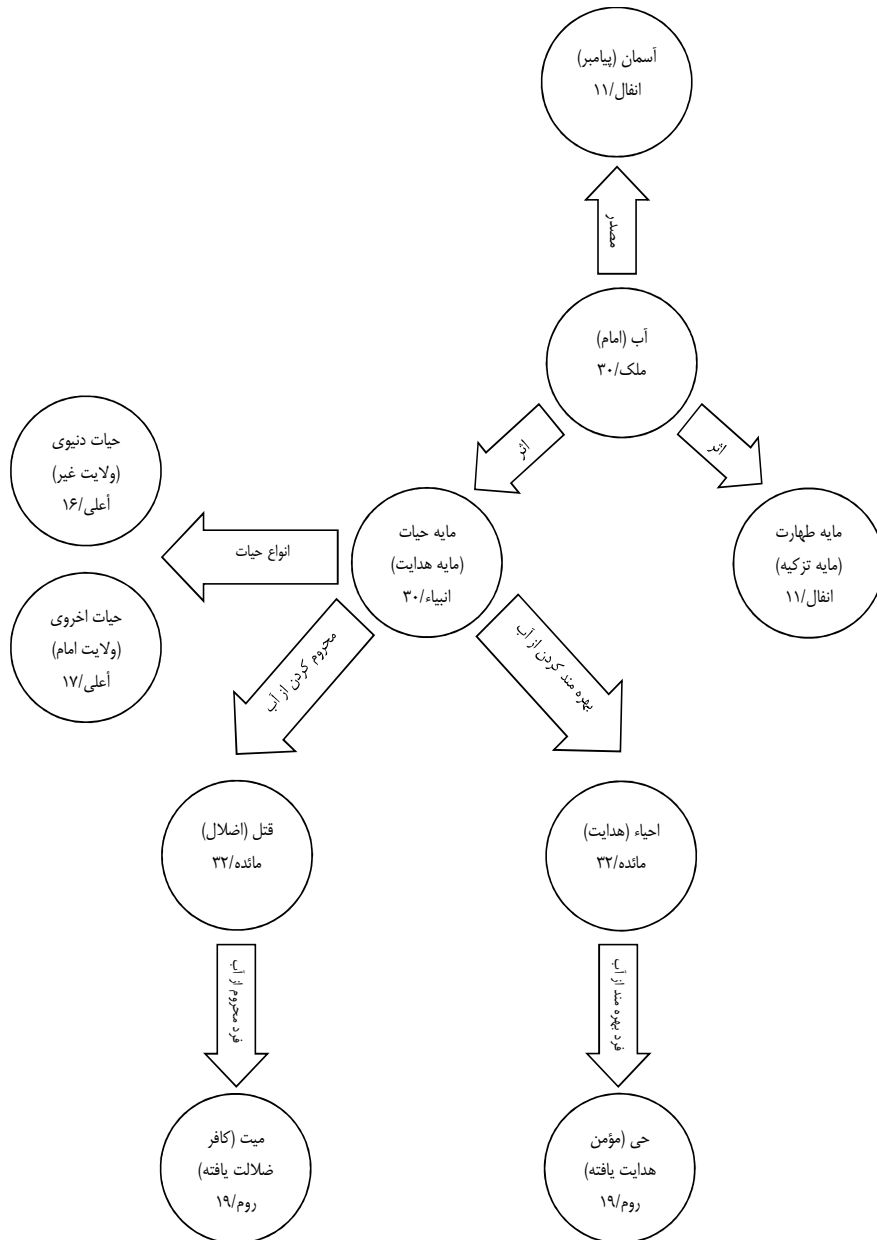 آسمان (پیامبر)
انفال/۱۱
مصدر
آب (امام)
ملک/۳۰
اثر
اثر
مایه طهارت
(مایه تزکیه)
انفال/۱۱
مایه حیات
(مایه هدایت)
انبیاء/۳۰
انواع حیات
حیات دنیوی
(ولایت غیر)
أعلی/۱۶
حیات اخروی
(ولایت امام)
أعلی/۱۷
بهره مند کردن از آب
محروم کردن از آب
احیاء (هدایت)
مائده/۳۲
قتل (اضلال)
مائده/۳۲
فرد بهره مند از آب
فرد محروم از آب
حی (مؤمن
هدایت یافته)
روم/۱۹
میت (کافر
ضلالت یافته)
روم/۱۹